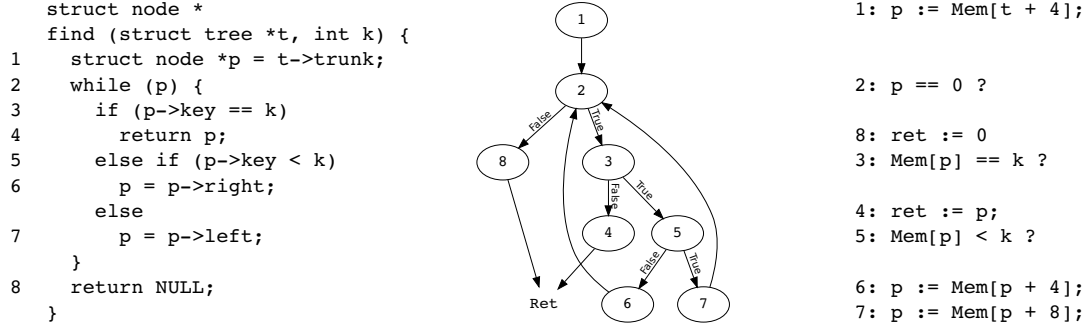 struct node *
find (struct tree *t, int k) {
1 struct node *p = t->trunk;
2 while (p) {
3 if (p->key == k)
4 return p;
5 else if (p->key < k)
6 p = p->right;
else
7 p = p->left;
}
8 return NULL;
}
1
2
False
True
8
3
False
True
4
5
False
True
Ret
6
7
1: p := Mem[t + 4];
2: p == 0 ?
8: ret := 0
3: Mem[p] == k ?
4: ret := p;
5: Mem[p] < k ?
6: p := Mem[p + 4];
7: p := Mem[p + 8];